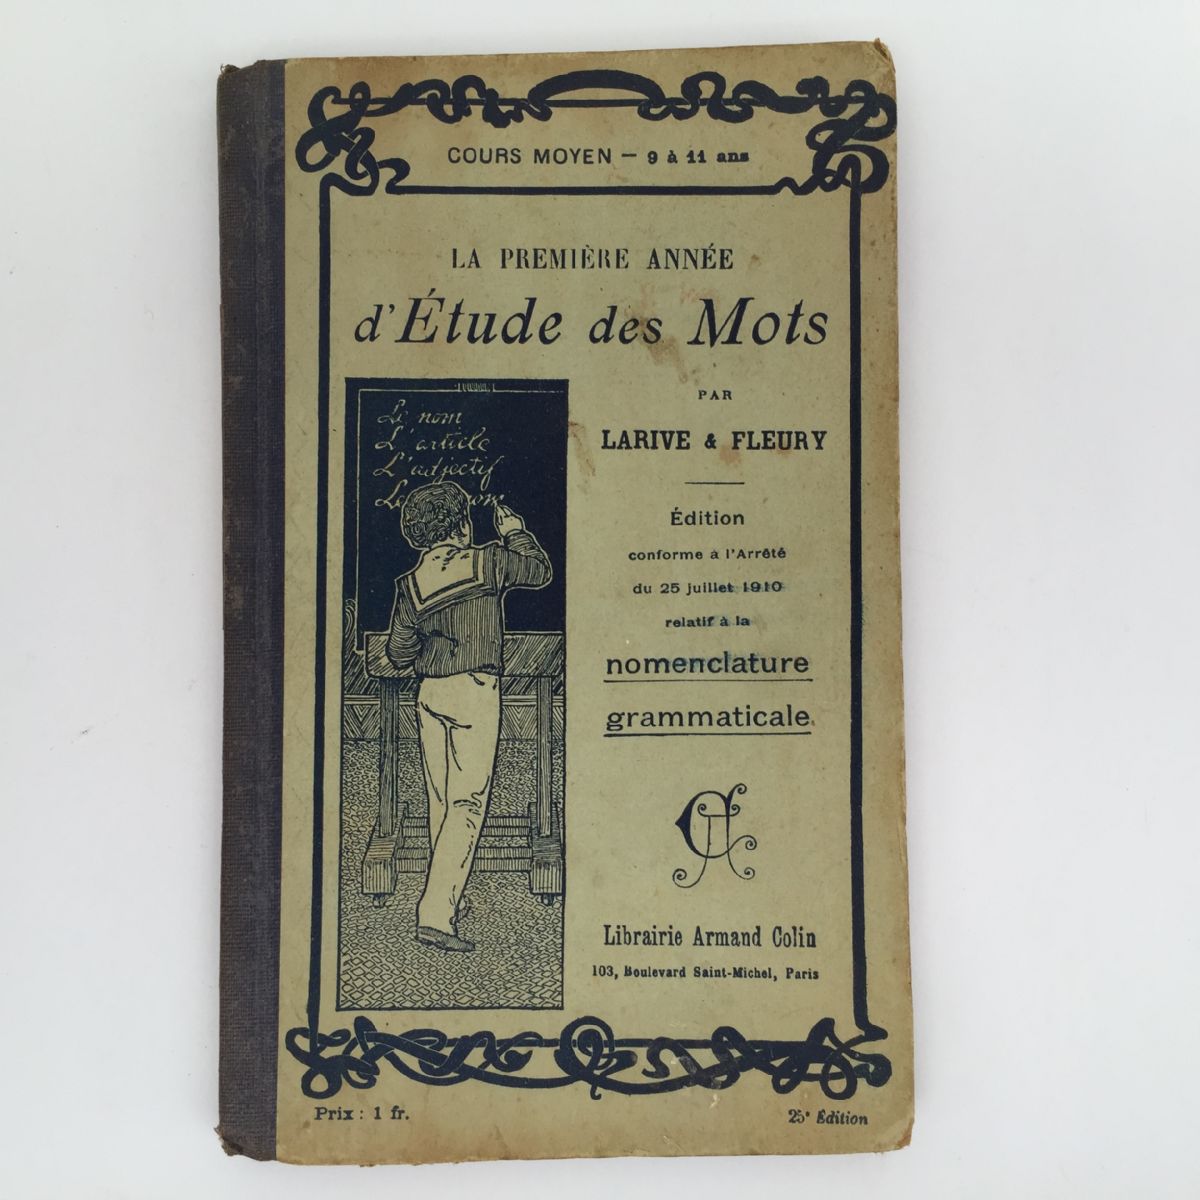 COURS MOYEN — 9 à 11 ans
LA PREMIÈRE ANNÉE
d'Étude des Mots
PAR
LARIVE & FLEURY
Le nom
L'article
L'adjectif
Le nom
Édition
conforme à l'Arrêté
du 25 juillet 1910
relatif à la
nomenclature
grammaticale
Librairie Armand Colin
103, Boulevard Saint-Michel, Paris
Prix : 1 fr.
25e Édition